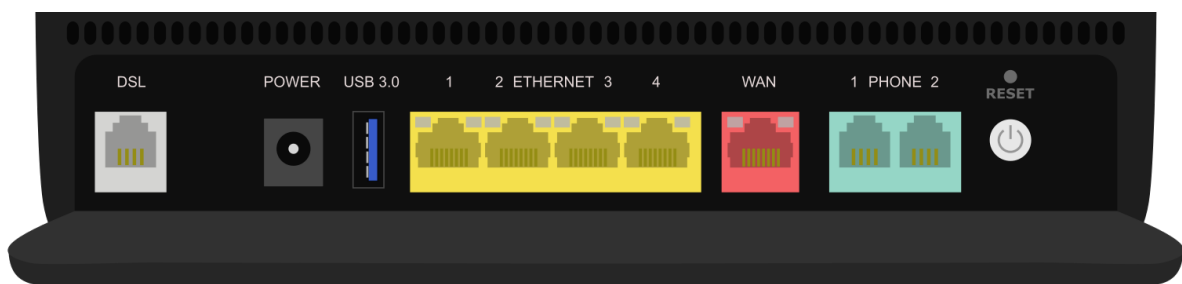 DSL
POWER
USB 3.0
1 2 ETHERNET 3 4
WAN
1 PHONE 2
RESET